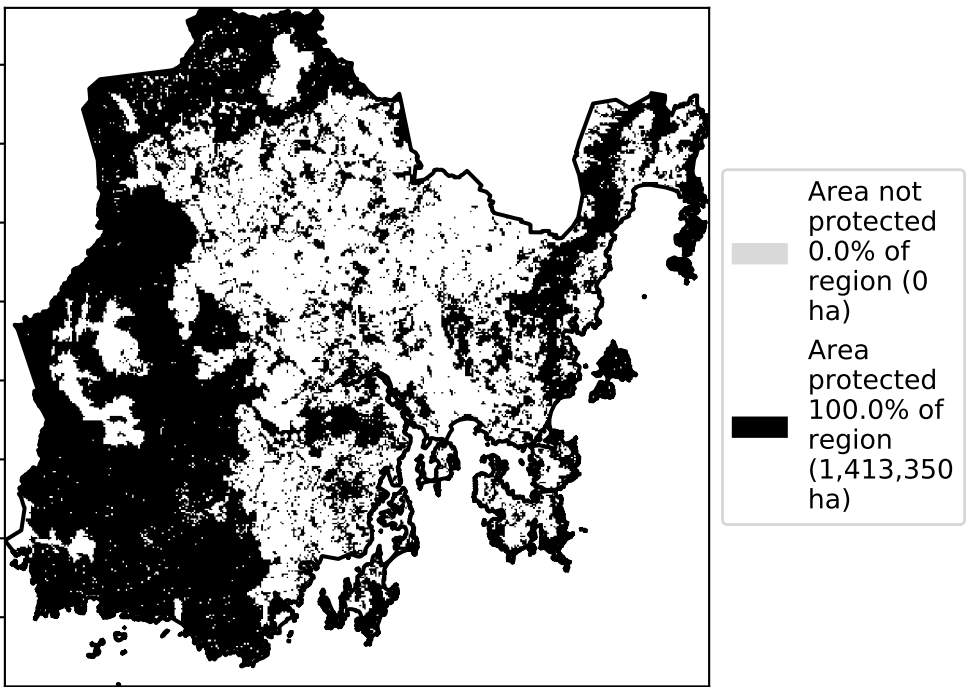 Area not
protected
0.0% of
region (0
ha)
Area
protected
100.0% of
region
(1,413,350
ha)